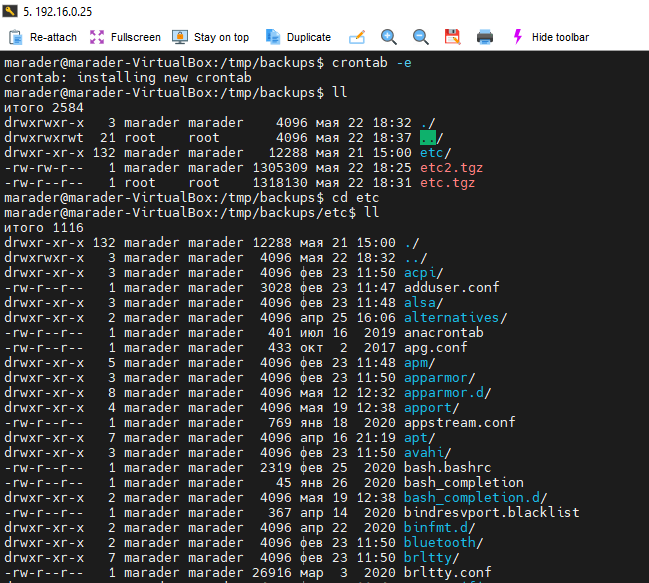 5. 192.16.0.25
Re-attach Fullscreen Stay on top Duplicate Hide toolbar
marader@marader-VirtualBox:/tmp/backups$ crontab -e
crontab: installing new crontab
marader@marader-VirtualBox:/tmp/backups$ ll
итого 2584
drwxrwxr-x   3 marader marader    4096 мая 22 18:32 ./
drwxrwxrwt  21 root    root       4096 мая 22 18:37 ../
drwxr-xr-x 132 marader marader   12288 мая 21 15:00 etc/
-rw-rw-r--   1 marader marader 1305309 мая 22 18:25 etc2.tgz
-rw-r--r--   1 root    root    1318130 мая 22 18:31 etc.tgz
marader@marader-VirtualBox:/tmp/backups$ cd etc
marader@marader-VirtualBox:/tmp/backups/etc$ ll
итого 1116
drwxr-xr-x 132 marader marader 12288 мая 21 15:00 ./
drwxrwxr-x   3 marader marader  4096 мая 22 18:32 ../
drwxr-xr-x   3 marader marader  4096 фев 23 11:50 acpi/
-rw-r--r--   1 marader marader  3028 фев 23 11:47 adduser.conf
drwxr-xr-x   3 marader marader  4096 фев 23 11:48 alsa/
drwxr-xr-x   2 marader marader  4096 апр 25 16:06 alternatives/
-rw-r--r--   1 marader marader   401 июл 16  2019 anacrontab
-rw-r--r--   1 marader marader   433 окт  2  2017 apg.conf
drwxr-xr-x   5 marader marader  4096 фев 23 11:48 apm/
drwxr-xr-x   3 marader marader  4096 фев 23 11:50 apparmor/
drwxr-xr-x   8 marader marader  4096 мая 12 12:32 apparmor.d/
drwxr-xr-x   4 marader marader  4096 мая 19 12:38 apport/
-rw-r--r--   1 marader marader   769 янв 18  2020 appstream.conf
drwxr-xr-x   7 marader marader  4096 апр 16 21:19 apt/
drwxr-xr-x   3 marader marader  4096 фев 23 11:50 avahi/
-rw-r--r--   1 marader marader  2319 фев 25  2020 bash.bashrc
-rw-r--r--   1 marader marader    45 янв 26  2020 bash_completion
drwxr-xr-x   2 marader marader  4096 мая 19 12:38 bash_completion.d/
-rw-r--r--   1 marader marader   367 апр 14  2020 bindresvport.blacklist
drwxr-xr-x   2 marader marader  4096 апр 22  2020 binfmt.d/
drwxr-xr-x   2 marader marader  4096 фев 23 11:50 bluetooth/
drwxr-xr-x   7 marader marader  4096 фев 23 11:50 brltty/
-rw-r--r--   1 marader marader 26916 мар  3  2020 brltty.conf